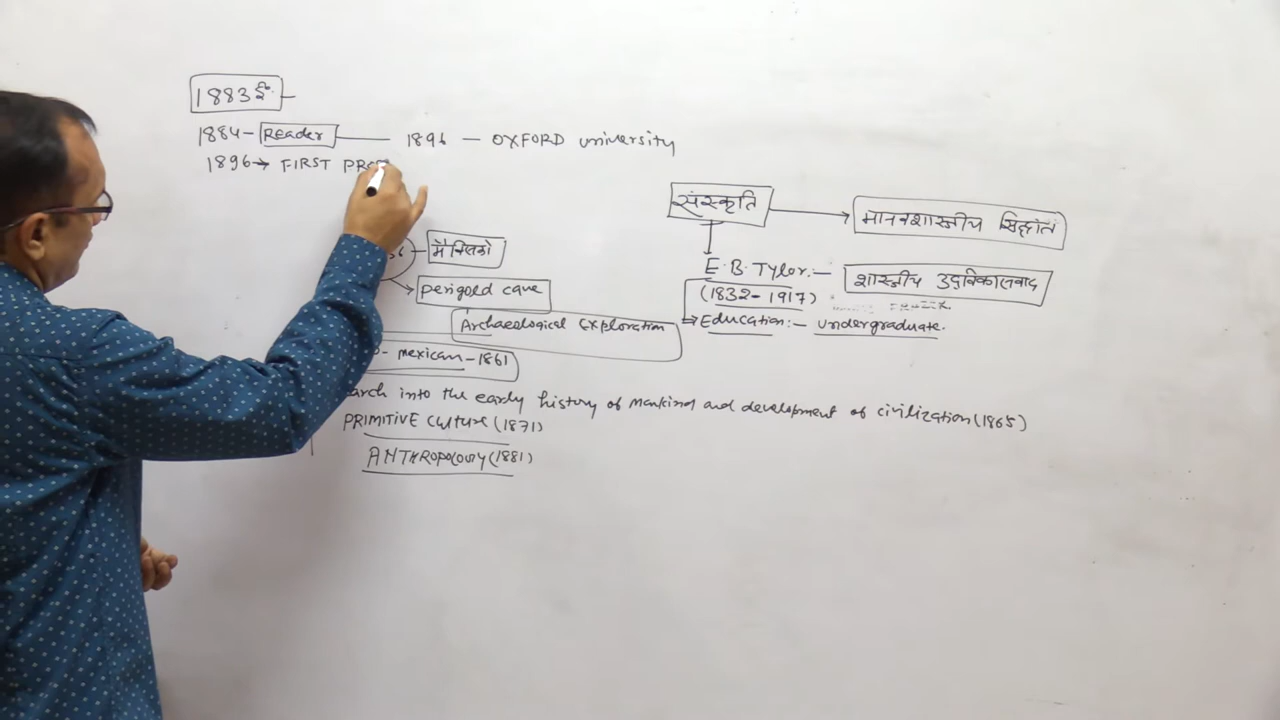 1883ई॰ -
1884 - Reader — 1896 - OXFORD university
1896 → FIRST PRO
संस्कृति → मानवशास्त्रीय सिद्धांत
मैक्सिको
E.B. Tylor:- शास्त्रीय उद्विकासवाद
(1832-1917)
perigold cave
⇒ Education:- undergraduate.
Archaeological exploration
- mexican - 1861
arch into the early history of mankind and development of civilization (1865)
PRIMITIVE culture (1871)
ANTHROPOLOGY (1881)